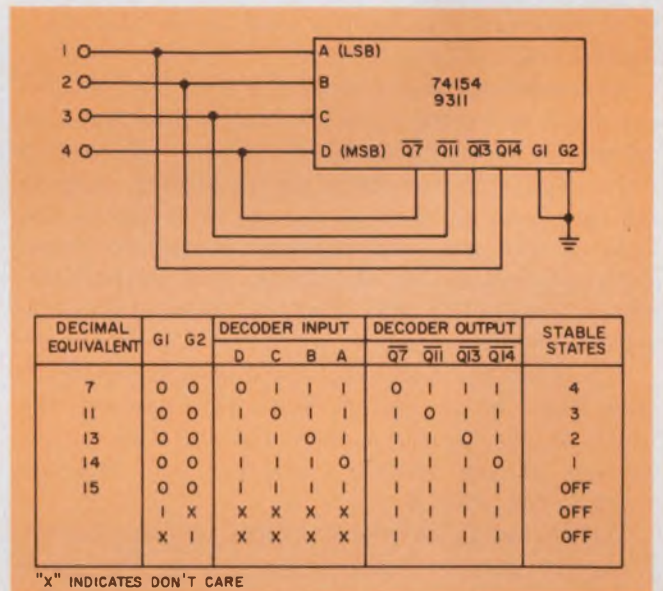 1 A (LSB)
2 B 74154
9311
3 C
4 D (MSB) Q7 Q11 Q13 Q14 G1 G2
DECIMAL EQUIVALENT G1 G2 DECODER INPUT DECODER OUTPUT STABLE STATES
D C B A Q7 Q11 Q13 Q14
7 0 0 0 1 1 1 0 1 1 1 4
11 0 0 1 0 1 1 1 0 1 1 3
13 0 0 1 1 0 1 1 1 0 1 2
14 0 0 1 1 1 0 1 1 1 0 1
15 0 0 1 1 1 1 1 1 1 1 OFF
1 X X X X X 1 1 1 1 OFF
X 1 X X X X 1 1 1 1 OFF
"X" INDICATES DON'T CARE